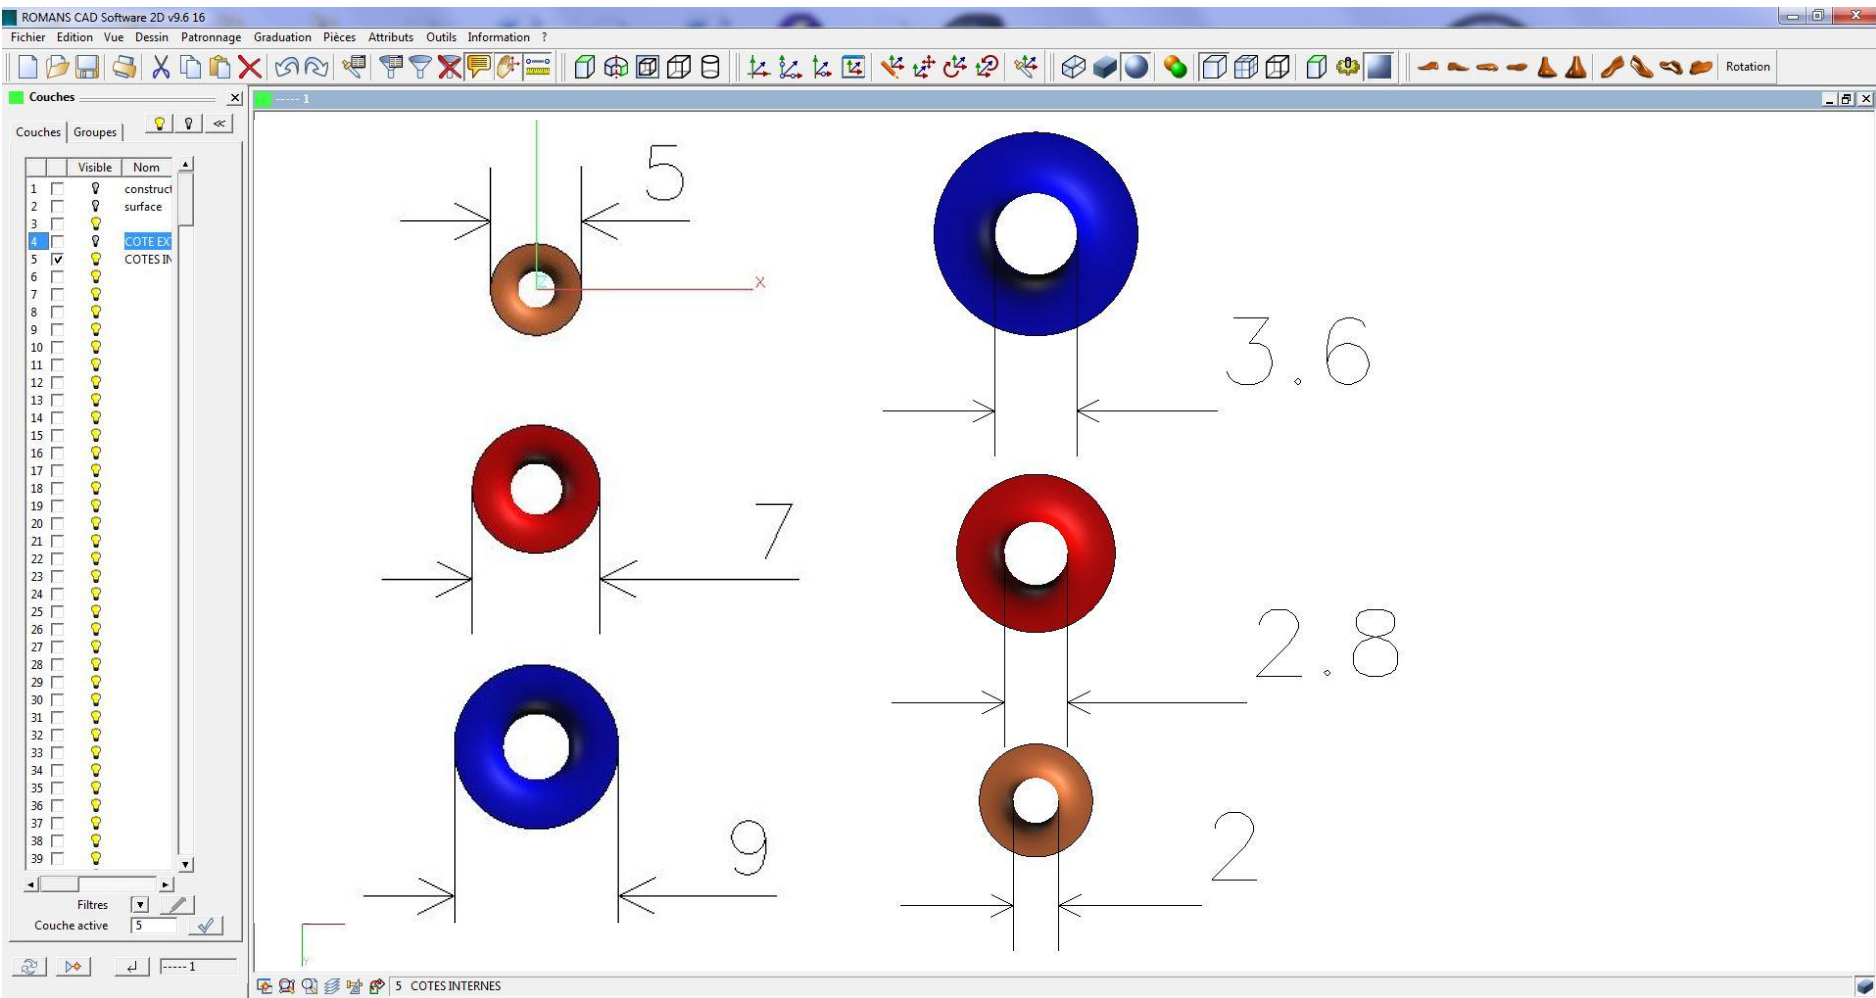 ROMANS CAD Software 2D v9.6 16
Fichier Edition Vue Dessin Patronnage Graduation Pièces Attributs Outils Information ?
Rotation
Couches
----- 1
Couches Groupes
Visible Nom
1 construct
2 surface
3
4 COTE EX
5 COTES IN
6
7
8
9
10
11
12
13
14
15
16
17
18
19
20
21
22
23
24
25
26
27
28
29
30
31
32
33
34
35
36
37
38
39
Filtres
Couche active 5
----- 1
5
X
Z
7
9
Y
3.6
2.8
2
5 COTES INTERNES